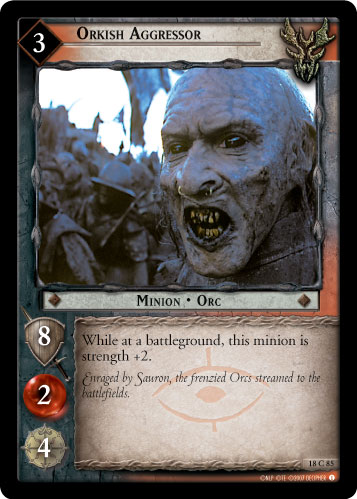 3
Orkish Aggressor
Minion • Orc
8
While at a battleground, this minion is
strength +2.
2
Enraged by Sauron, the frenzied Orcs streamed to the
battlefields.
4
18 C 85